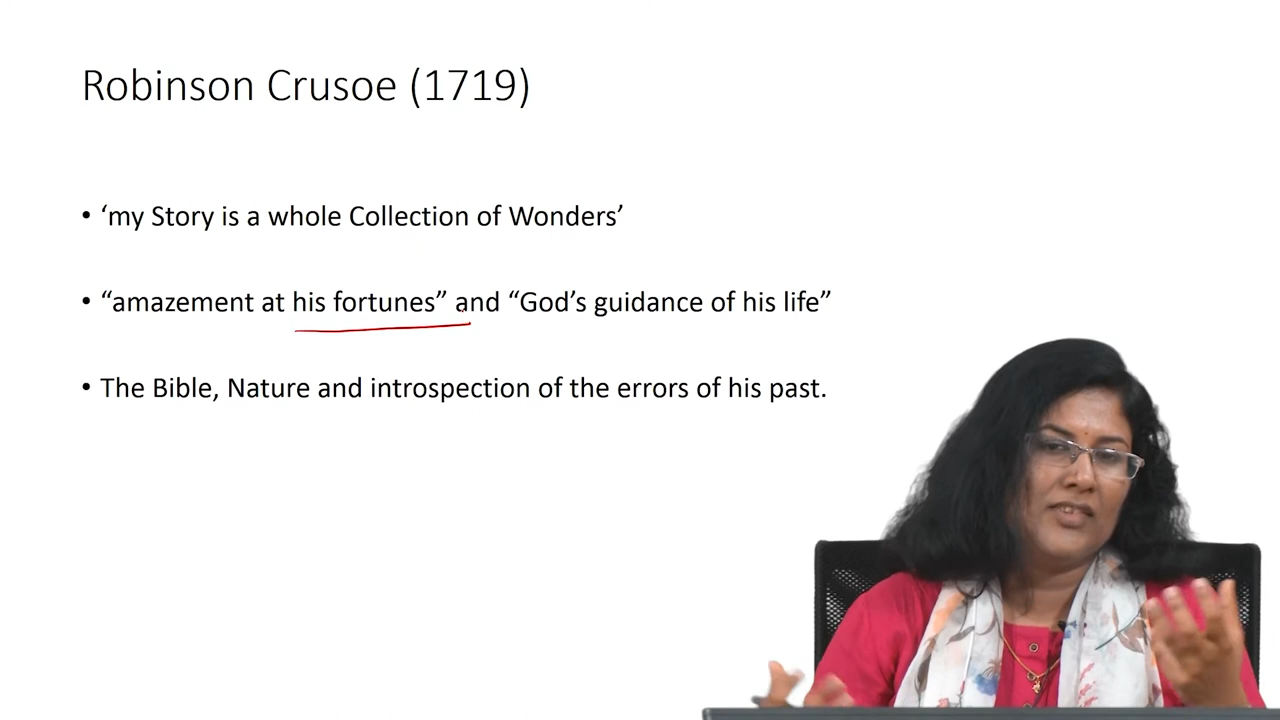 Robinson Crusoe (1719)
• ‘my Story is a whole Collection of Wonders’
• “amazement at his fortunes” and “God’s guidance of his life”
• The Bible, Nature and introspection of the errors of his past.